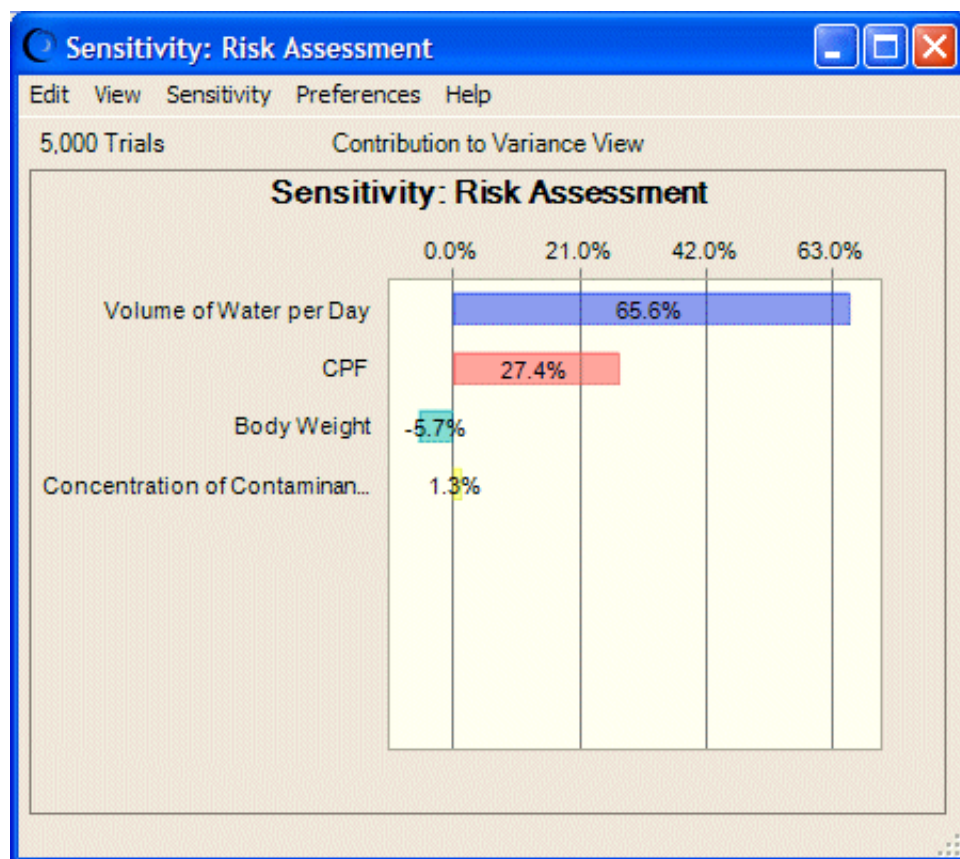 Sensitivity: Risk Assessment
Edit View Sensitivity Preferences Help
5,000 Trials Contribution to Variance View
Sensitivity: Risk Assessment
0.0% 21.0% 42.0% 63.0%
Volume of Water per Day 65.6%
CPF 27.4%
Body Weight -5.7%
Concentration of Contaminan... 1.3%